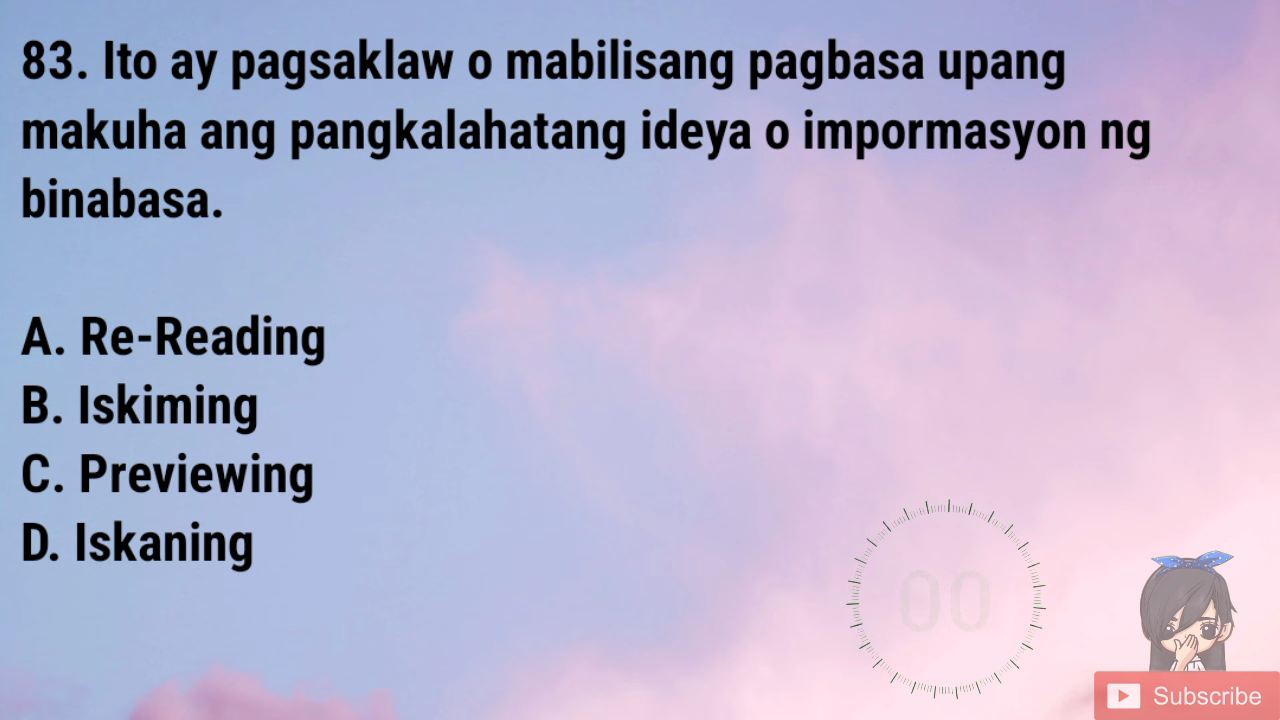 83. Ito ay pagsaklaw o mabilisang pagbasa upang
makuha ang pangkalahatang ideya o impormasyon ng
binabasa.
A. Re-Reading
B. Iskiming
C. Previewing
D. Iskaning
00
Subscribe